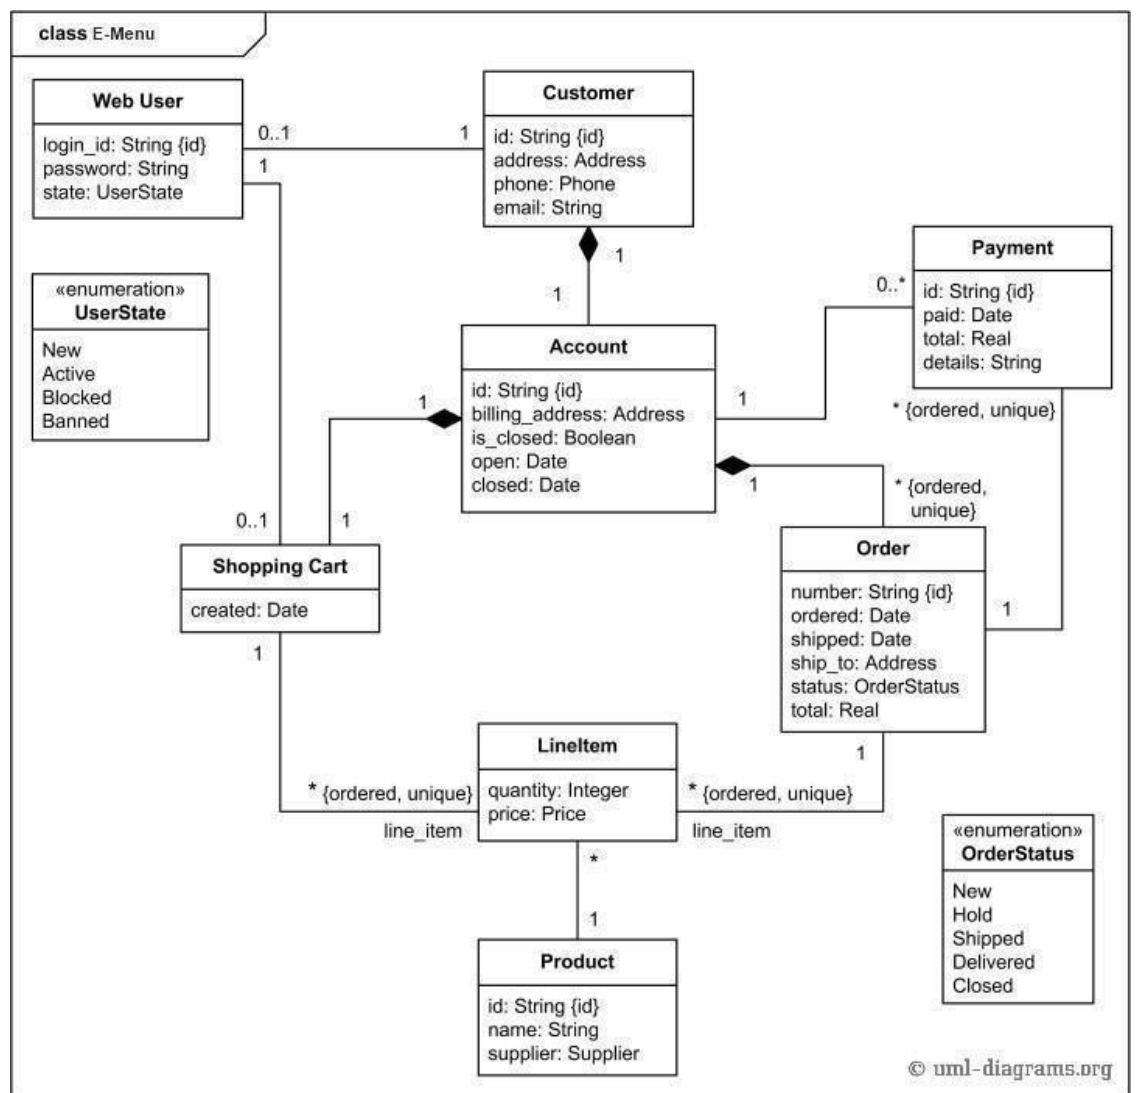 class E-Menu
Web User
login_id: String {id}
password: String
state: UserState
0..1
1
1
Customer
id: String {id}
address: Address
phone: Phone
email: String
1
1
«enumeration»
UserState
New
Active
Blocked
Banned
Payment
id: String {id}
paid: Date
total: Real
details: String
0..*
1
* {ordered, unique}
Account
id: String {id}
billing_address: Address
is_closed: Boolean
open: Date
closed: Date
1
1
* {ordered,
unique}
0..1
1
Shopping Cart
created: Date
1
Order
number: String {id}
ordered: Date
shipped: Date
ship_to: Address
status: OrderStatus
total: Real
1
1
LineItem
quantity: Integer
price: Price
* {ordered, unique}
line_item
* {ordered, unique}
line_item
*
1
Product
id: String {id}
name: String
supplier: Supplier
«enumeration»
OrderStatus
New
Hold
Shipped
Delivered
Closed
© uml-diagrams.org